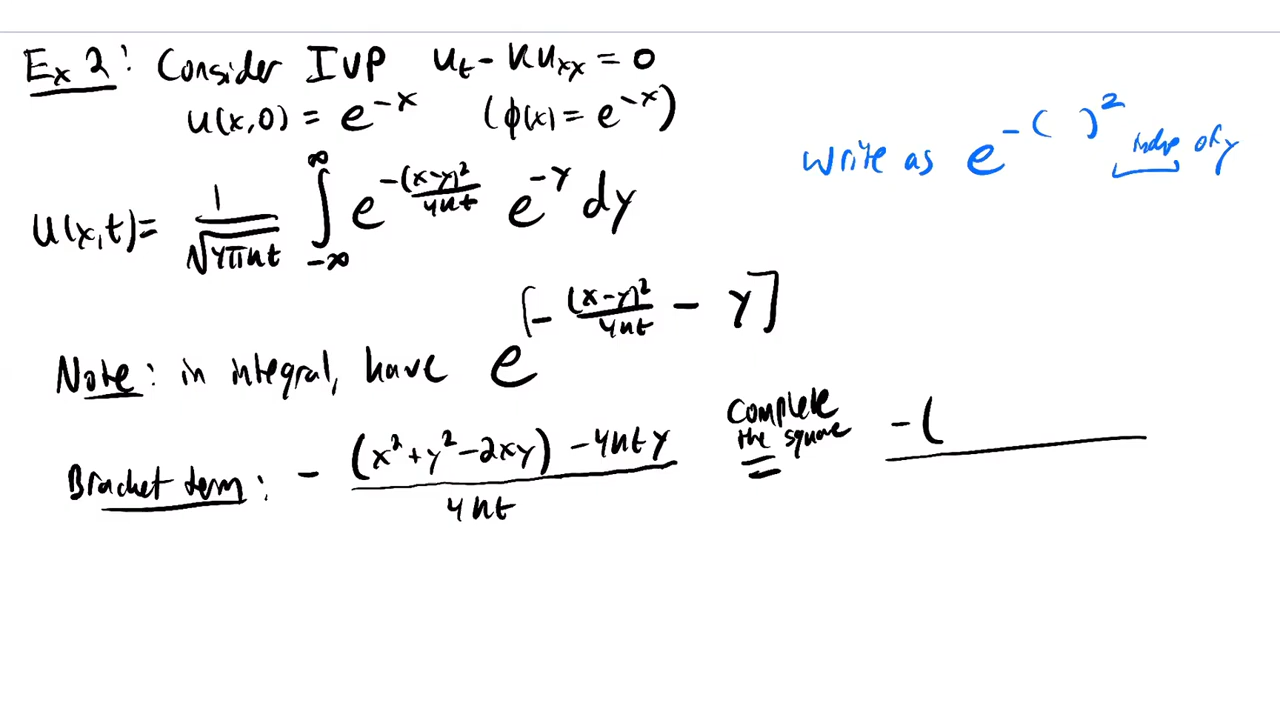 Ex 2: Consider IVP u_t - k u_xx = 0
u(x,0) = e^{-x} (φ(x) = e^{-x})
write as e^{-( )^2} indep of y
u(x,t) = 1/√(4πkt) ∫_{-∞}^{∞} e^{-(x-y)^2/4kt} e^{-y} dy
Note: in integral, have e^{[-(x-y)^2/4kt - y]}
Bracket term: -(x^2+y^2-2xy) - 4kty / 4kt
Complete
the square
-(